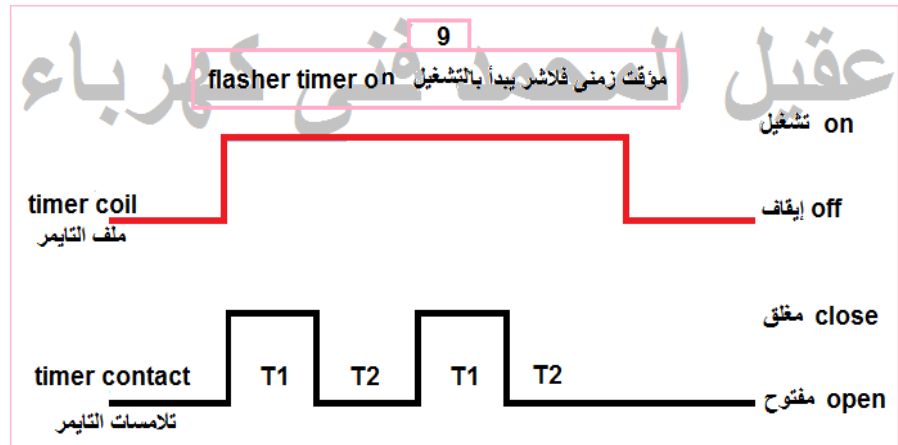 عقيل المحمد فني كهرباء
9
مؤقت زمني فلاشر يبدأ بالتشغيل flasher timer on
on تشغيل
timer coil
ملف التايمر
off إيقاف
close مغلق
timer contact
تلامسات التايمر
T1 T2 T1 T2
open مفتوح